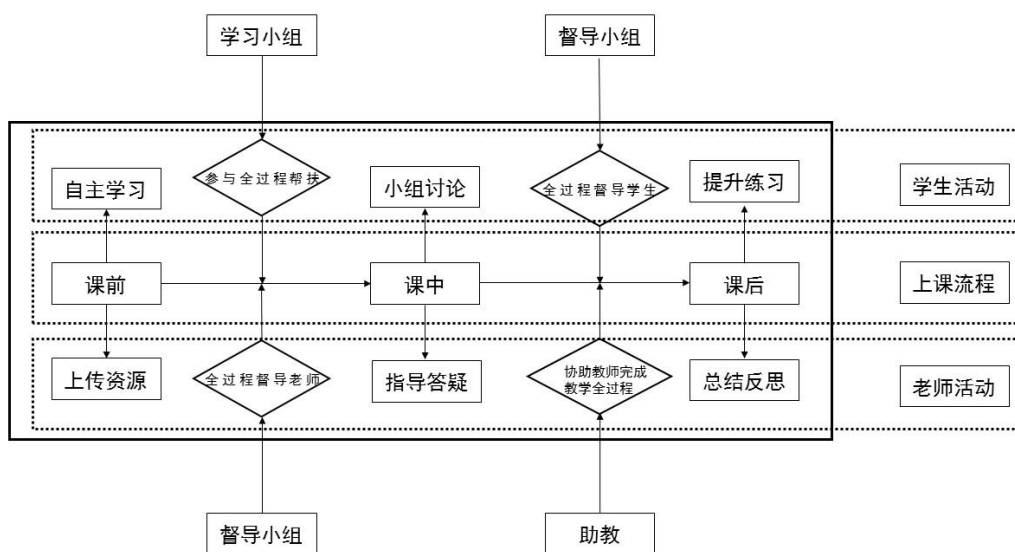 学习小组
督导小组
参与全过程帮扶
全过程督导学生
自主学习
小组讨论
提升练习
学生活动
课前
课中
课后
上课流程
上传资源
全过程督导老师
指导答疑
协助教师完成
教学全过程
总结反思
老师活动
督导小组
助教